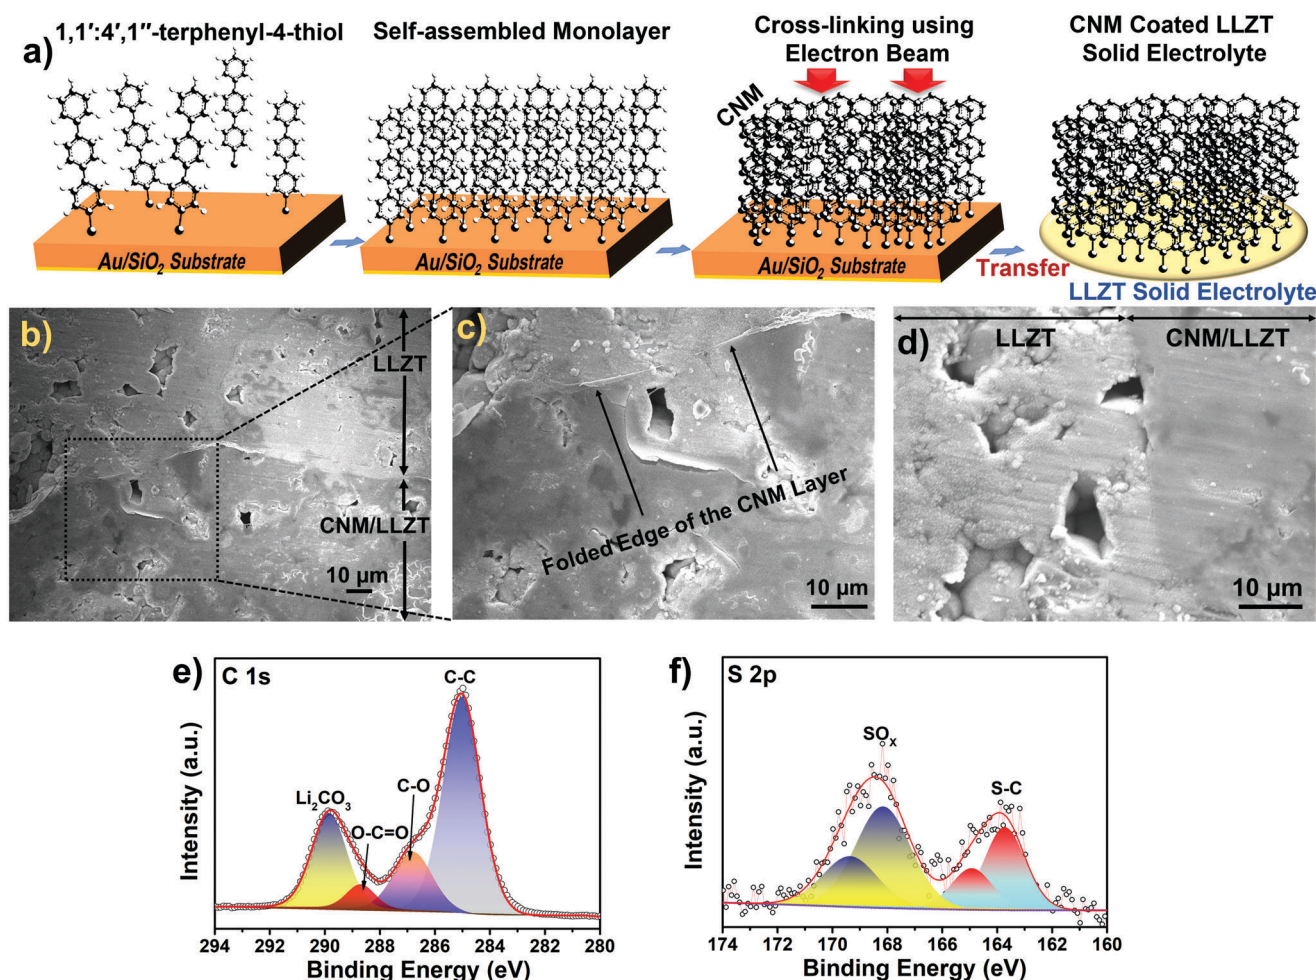 a)
1,1′:4′,1″-terphenyl-4-thiol
Self-assembled Monolayer
Cross-linking using
Electron Beam
CNM Coated LLZT
Solid Electrolyte
CNM
Au/SiO₂ Substrate
Au/SiO₂ Substrate
Au/SiO₂ Substrate
Transfer
LLZT Solid Electrolyte
b)
LLZT
CNM/LLZT
10 µm
c)
Folded Edge of the CNM Layer
10 µm
d)
LLZT
CNM/LLZT
10 µm
e)
C 1s
C-C
C-O
Li₂CO₃
O-C=O
Intensity (a.u.)
294 290 288 286 284 282 280
Binding Energy (eV)
f)
S 2p
SOₓ
S-C
Intensity (a.u.)
174 172 170 168 166 164 162 160
Binding Energy (eV)